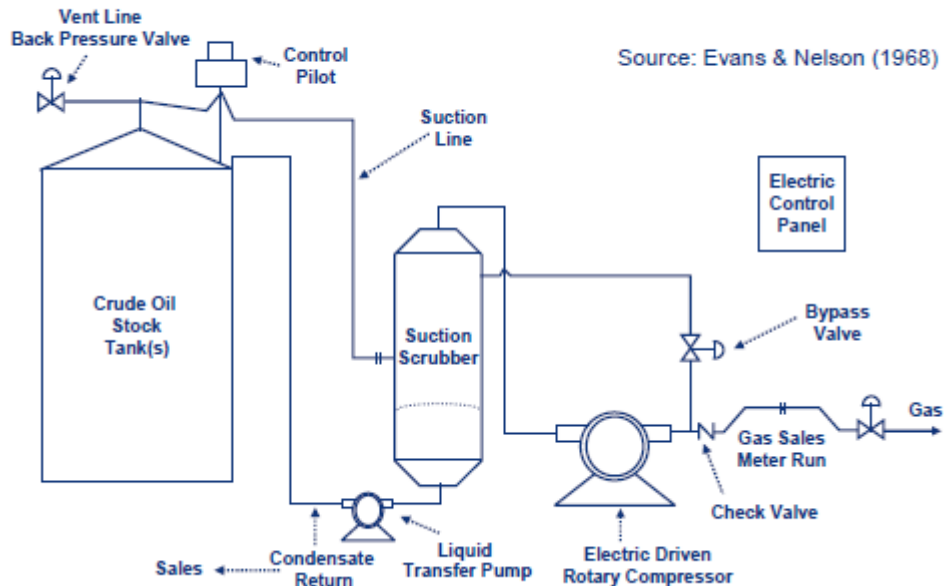 Vent Line
Back Pressure Valve
Control
Pilot
Source: Evans & Nelson (1968)
Suction
Line
Electric
Control
Panel
Crude Oil
Stock
Tank(s)
Suction
Scrubber
Bypass
Valve
Gas
Gas Sales
Meter Run
Check Valve
Sales
Condensate
Return
Liquid
Transfer Pump
Electric Driven
Rotary Compressor